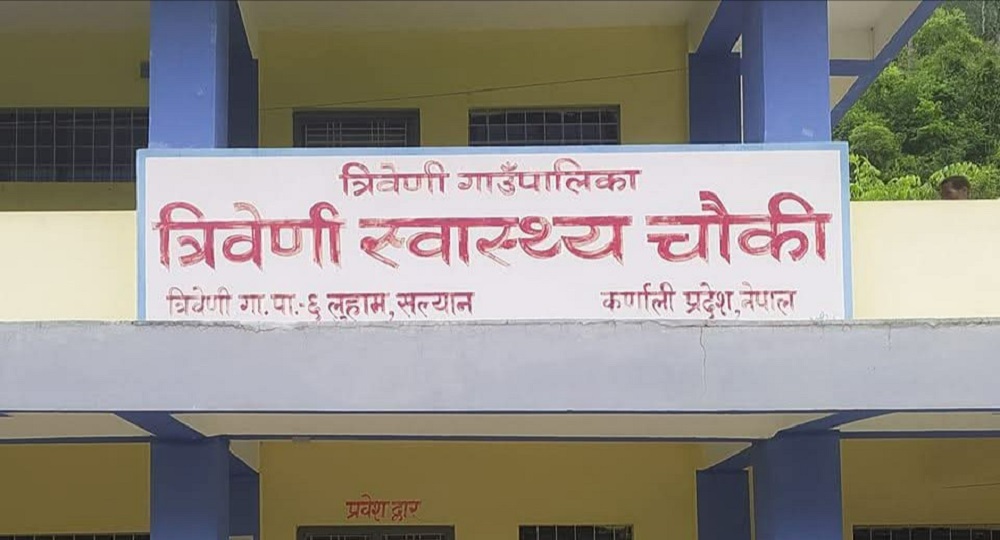 त्रिवेणी गाउँपालिका
त्रिवेणी स्वास्थ्य चौकी
त्रिवेणी गा.पा.-६ लुहाम, सल्यान कर्णाली प्रदेश, नेपाल
प्रवेश द्वार